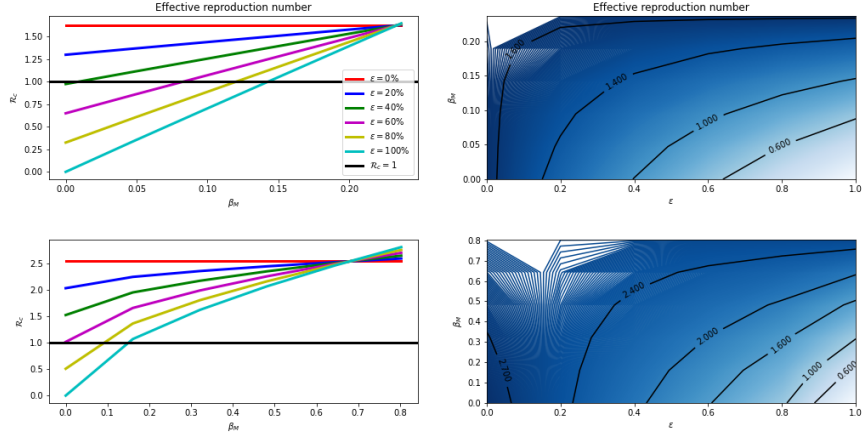 Effective reproduction number
1.50
1.25
1.00
0.75
0.50
0.25
0.00
ℛc
ε = 0%
ε = 20%
ε = 40%
ε = 60%
ε = 80%
ε = 100%
ℛc = 1
0.00 0.05 0.10 0.15 0.20
βM
Effective reproduction number
0.20
0.15
0.10
0.05
0.00
βM
1.400
1.000
0.600
0.0 0.2 0.4 0.6 0.8 1.0
ε
2.5
2.0
1.5
1.0
0.5
0.0
ℛc
0.0 0.1 0.2 0.3 0.4 0.5 0.6 0.7 0.8
βM
0.8
0.7
0.6
0.5
0.4
0.3
0.2
0.1
0.0
βM
2.700
2.400
2.000
1.600
1.000
0.600
0.0 0.2 0.4 0.6 0.8 1.0
ε